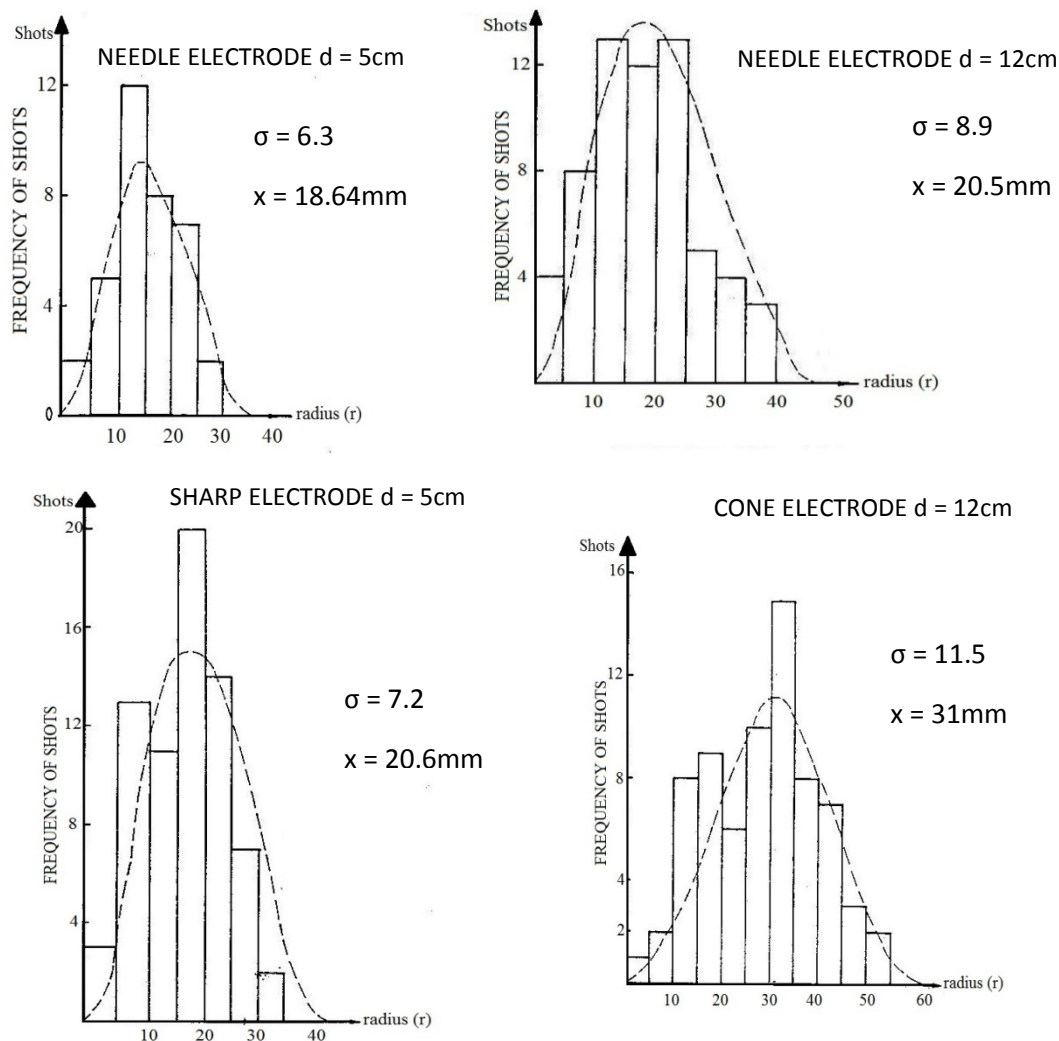 Shots
NEEDLE ELECTRODE d = 5cm
σ = 6.3
x = 18.64mm
FREQUENCY OF SHOTS
12
8
4
0
10 20 30 40
radius (r)
Shots
NEEDLE ELECTRODE d = 12cm
σ = 8.9
x = 20.5mm
FREQUENCY OF SHOTS
12
8
4
10 20 30 40 50
radius (r)
Shots
SHARP ELECTRODE d = 5cm
σ = 7.2
x = 20.6mm
FREQUENCY OF SHOTS
20
16
12
8
4
10 20 30 40
radius (r)
CONE ELECTRODE d = 12cm
Shots
σ = 11.5
x = 31mm
FREQUENCY OF SHOTS
16
12
8
4
2
10 20 30 40 50 60
radius (r)